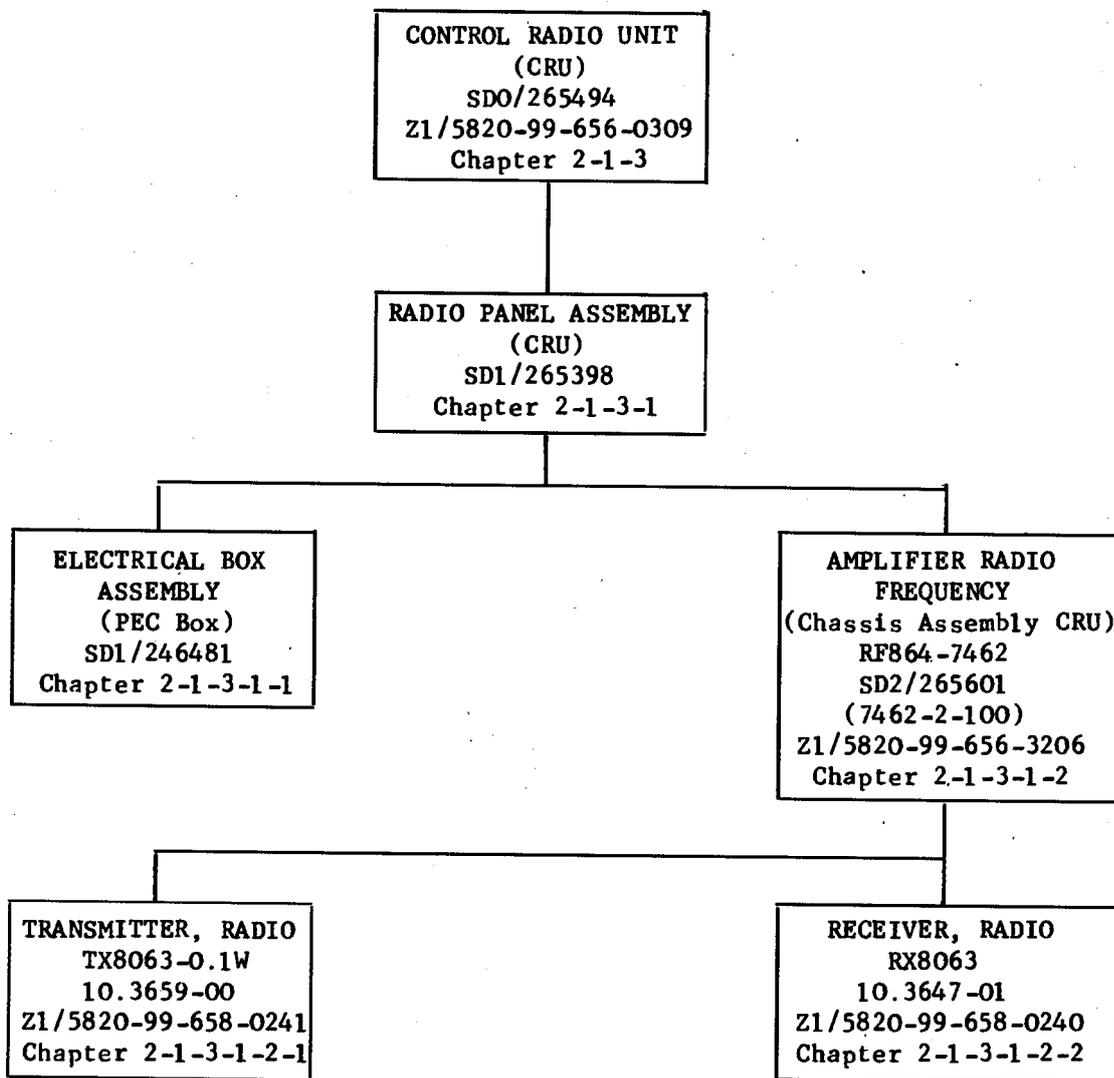 CONTROL RADIO UNIT
(CRU)
SD0/265494
Z1/5820-99-656-0309
Chapter 2-1-3
RADIO PANEL ASSEMBLY
(CRU)
SD1/265398
Chapter 2-1-3-1
ELECTRICAL BOX
ASSEMBLY
(PEC Box)
SD1/246481
Chapter 2-1-3-1-1
AMPLIFIER RADIO
FREQUENCY
(Chassis Assembly CRU)
RF864-7462
SD2/265601
(7462-2-100)
Z1/5820-99-656-3206
Chapter 2-1-3-1-2
TRANSMITTER, RADIO
TX8063-0.1W
10.3659-00
Z1/5820-99-658-0241
Chapter 2-1-3-1-2-1
RECEIVER, RADIO
RX8063
10.3647-01
Z1/5820-99-658-0240
Chapter 2-1-3-1-2-2